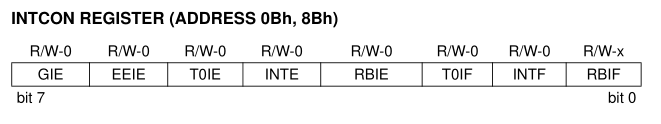 INTCON REGISTER (ADDRESS 0Bh, 8Bh)
R/W-0 R/W-0 R/W-0 R/W-0 R/W-0 R/W-0 R/W-0 R/W-x
GIE EEIE T0IE INTE RBIE T0IF INTF RBIF
bit 7 bit 0